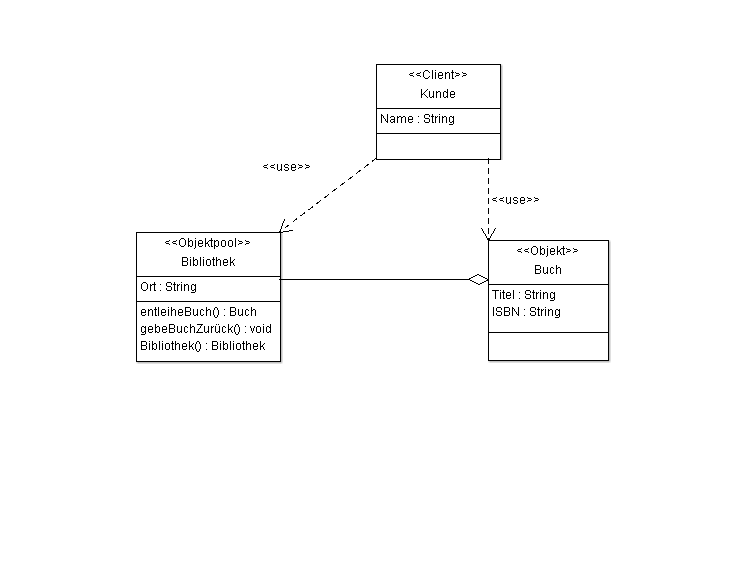 <<Client>>
Kunde
Name : String
<<use>>
<<use>>
<<Objektpool>>
Bibliothek
Ort : String
entleiheBuch() : Buch
gebeBuchZurück() : void
Bibliothek() : Bibliothek
<<Objekt>>
Buch
Titel : String
ISBN : String